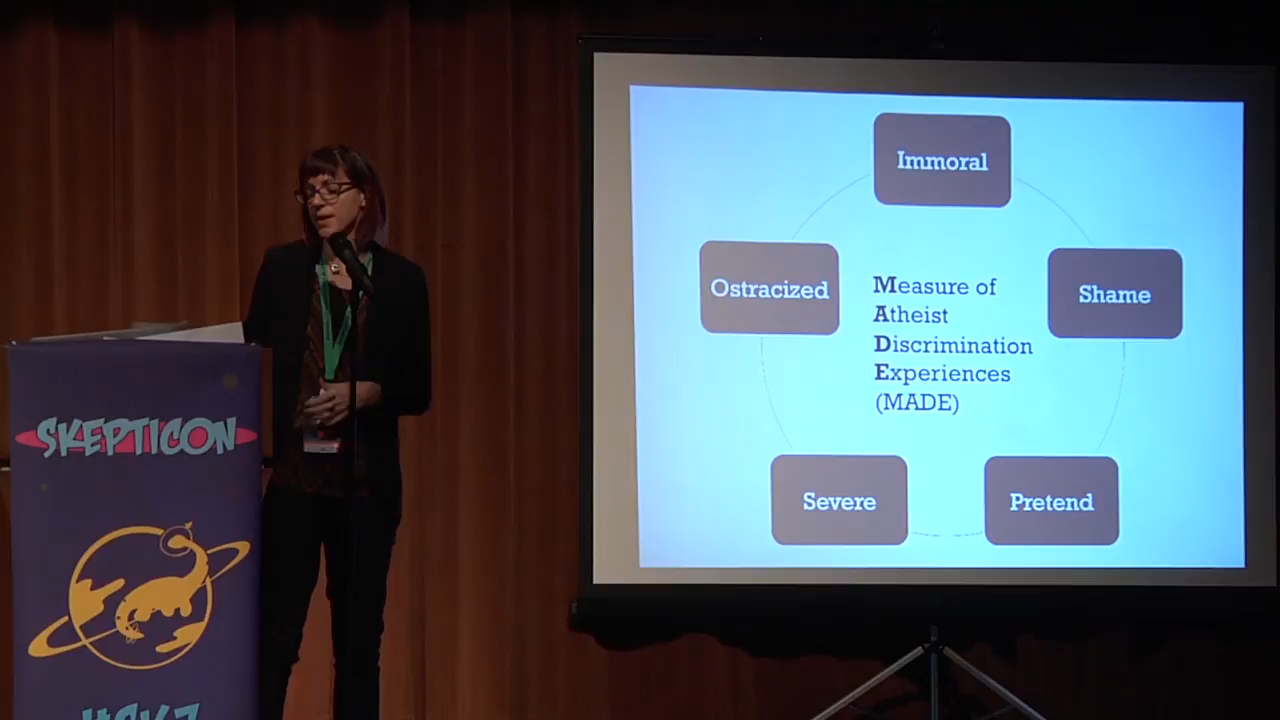 SKEPTICON
Immoral
Ostracized
Shame
Measure of
Atheist
Discrimination
Experiences
(MADE)
Severe
Pretend